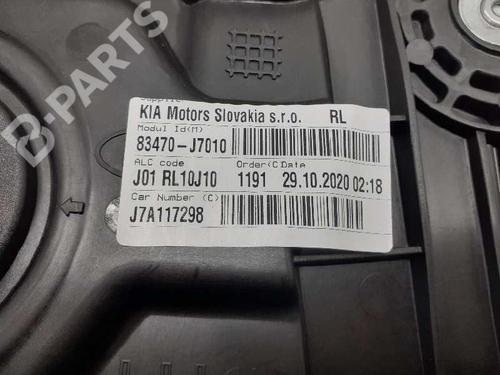 B-PARTS
Supplie
KIA Motors Slovakia s.r.o. RL
Modul Id(M)
83470-J7010
ALC code Order(C)Date
J01 RL10J10 1191 29.10.2020 02:18
Car Number (C)
J7A117298